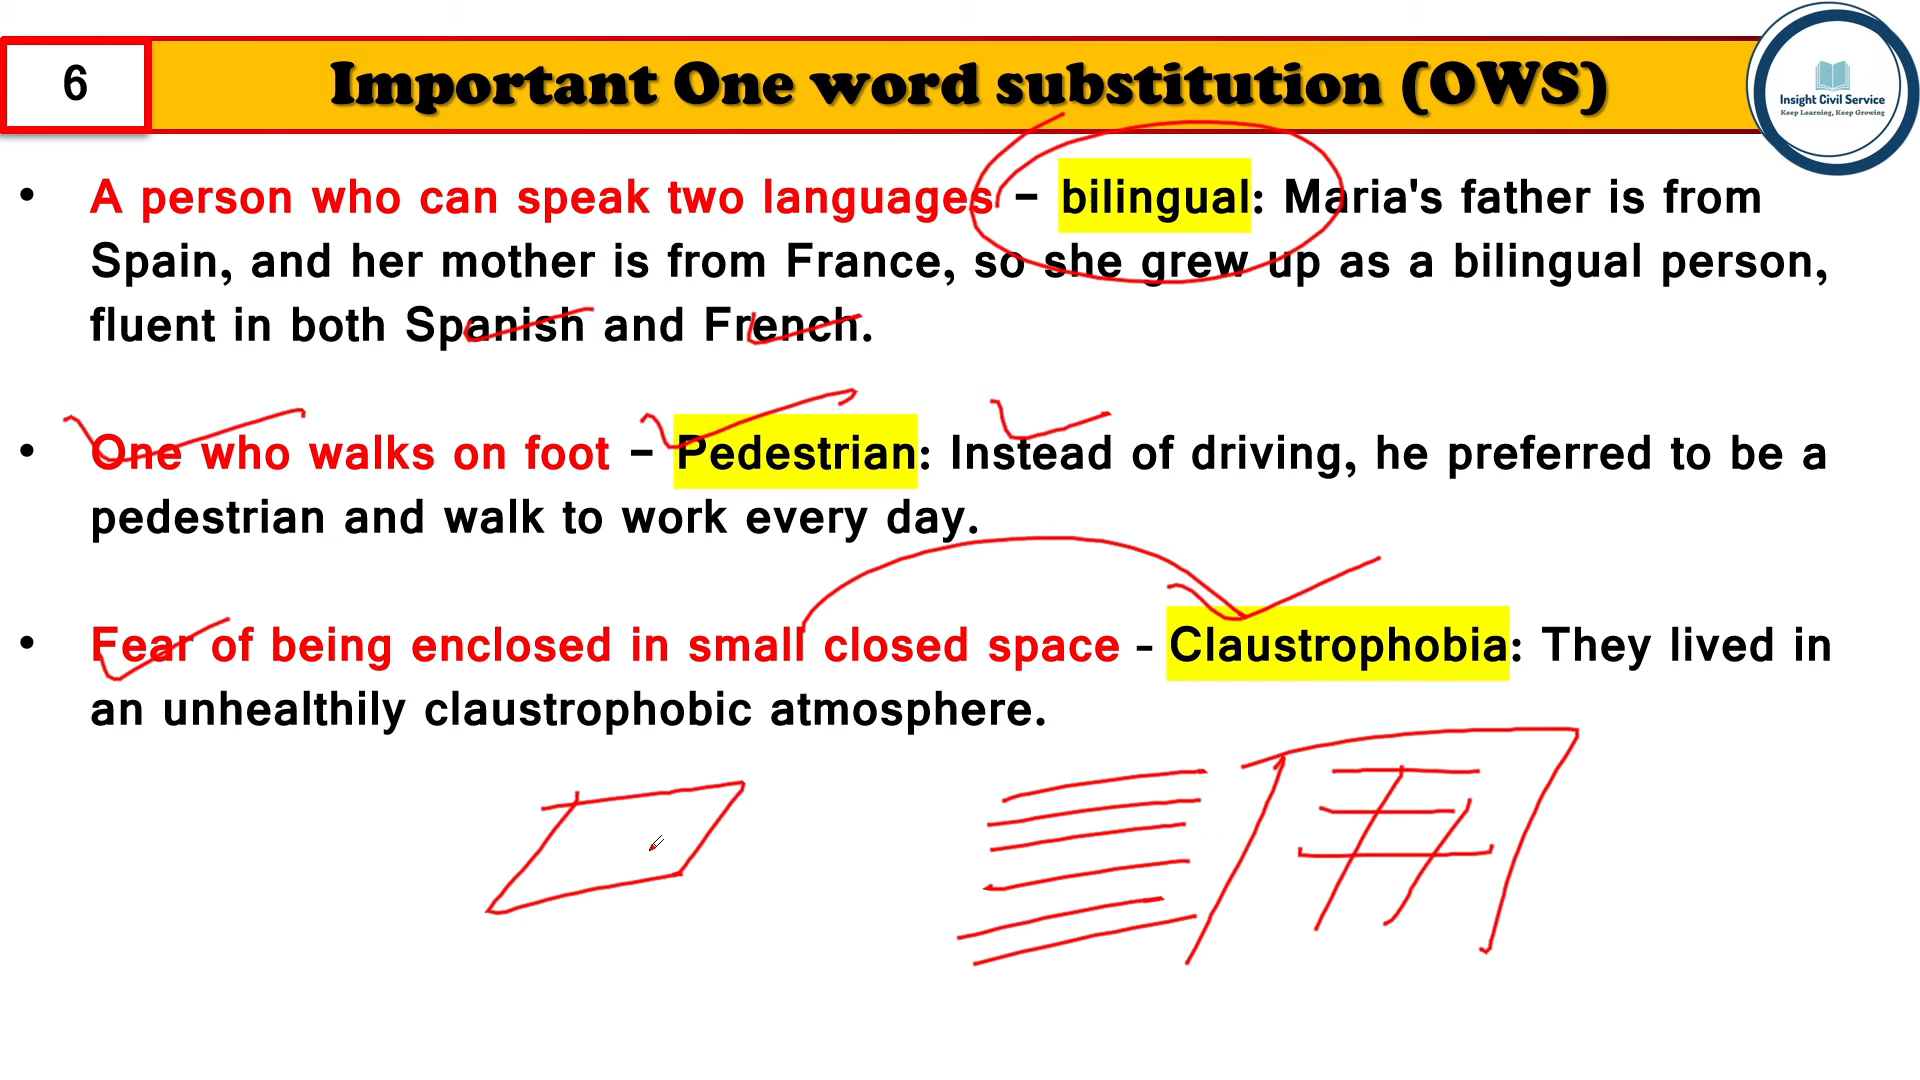 6
Important One word substitution (OWS)
Insight Civil Service
Keep Learning, Keep Growing
• A person who can speak two languages – bilingual: Maria's father is from
Spain, and her mother is from France, so she grew up as a bilingual person,
fluent in both Spanish and French.
• One who walks on foot – Pedestrian: Instead of driving, he preferred to be a
pedestrian and walk to work every day.
• Fear of being enclosed in small closed space - Claustrophobia: They lived in
an unhealthily claustrophobic atmosphere.